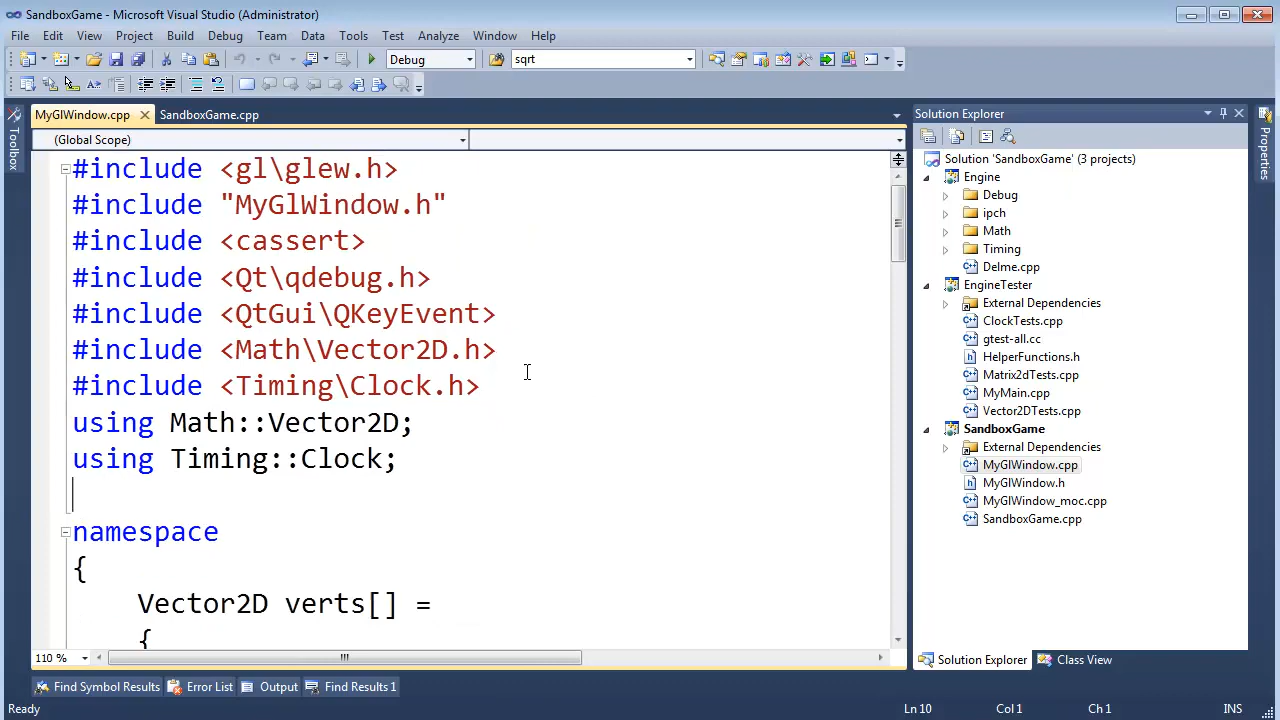 SandboxGame - Microsoft Visual Studio (Administrator)
File Edit View Project Build Debug Team Data Tools Test Analyze Window Help
Debug sqrt
MyGlWindow.cpp SandboxGame.cpp
(Global Scope)
#include <gl\glew.h>
#include "MyGlWindow.h"
#include <cassert>
#include <Qt\qdebug.h>
#include <QtGui\QKeyEvent>
#include <Math\Vector2D.h>
#include <Timing\Clock.h>
using Math::Vector2D;
using Timing::Clock;
namespace
{
Vector2D verts[] =
{
110 %
Toolbox
Solution Explorer
Solution 'SandboxGame' (3 projects)
Engine
Debug
ipch
Math
Timing
Delme.cpp
EngineTester
External Dependencies
ClockTests.cpp
gtest-all.cc
HelperFunctions.h
Matrix2dTests.cpp
MyMain.cpp
Vector2DTests.cpp
SandboxGame
External Dependencies
MyGlWindow.cpp
MyGlWindow.h
MyGlWindow_moc.cpp
SandboxGame.cpp
Solution Explorer Class View
Properties
Find Symbol Results Error List Output Find Results 1
Ready Ln 10 Col 1 Ch 1 INS